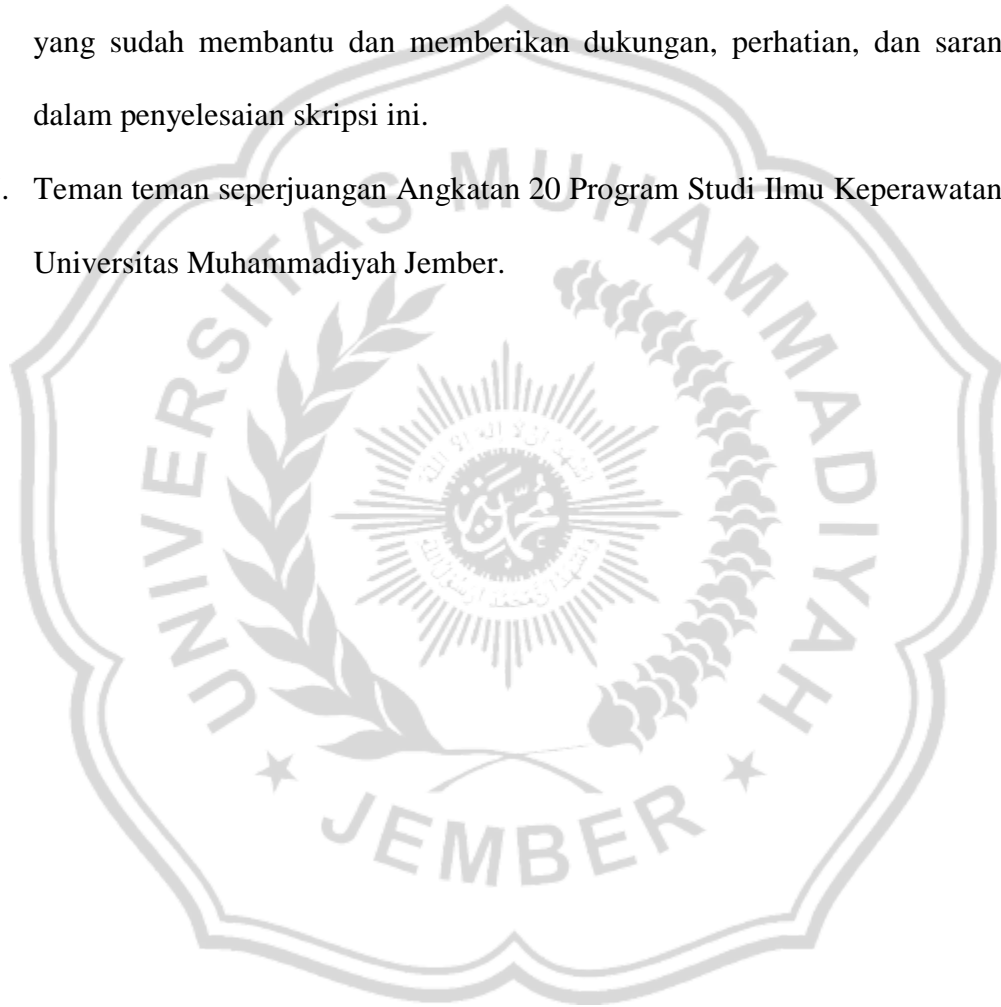 yang sudah membantu dan memberikan dukungan, perhatian, dan saran
dalam penyelesaian skripsi ini.
. Teman teman seperjuangan Angkatan 20 Program Studi Ilmu Keperawatan
Universitas Muhammadiyah Jember.
UNIVERSITAS MUHAMMADIYAH
JEMBER